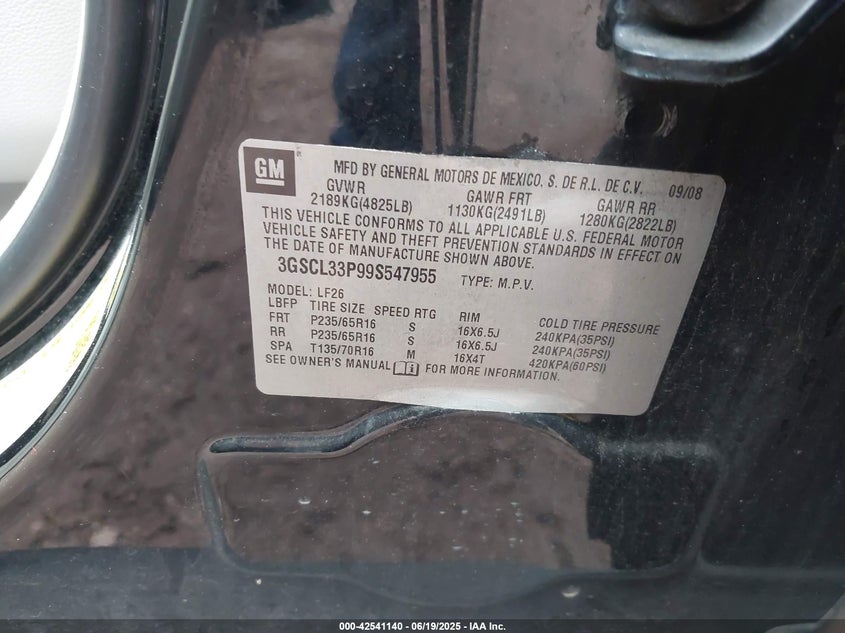 GM
MFD BY GENERAL MOTORS DE MEXICO, S. DE R.L. DE C.V. 09/08
GVWR GAWR FRT GAWR RR
2189KG(4825LB) 1130KG(2491LB) 1280KG(2822LB)
THIS VEHICLE CONFORMS TO ALL APPLICABLE U.S. FEDERAL MOTOR
VEHICLE SAFETY AND THEFT PREVENTION STANDARDS IN EFFECT ON
THE DATE OF MANUFACTURE SHOWN ABOVE.
3GSCL33P99S547955 TYPE: M.P.V.
MODEL: LF26
LBFP TIRE SIZE SPEED RTG RIM COLD TIRE PRESSURE
FRT P235/65R16 S 16X6.5J 240KPA(35PSI)
RR P235/65R16 S 16X6.5J 240KPA(35PSI)
SPA T135/70R16 M 16X4T 420KPA(60PSI)
SEE OWNER'S MANUAL FOR MORE INFORMATION.
000-42541140 - 06/19/2025 - IAA Inc.